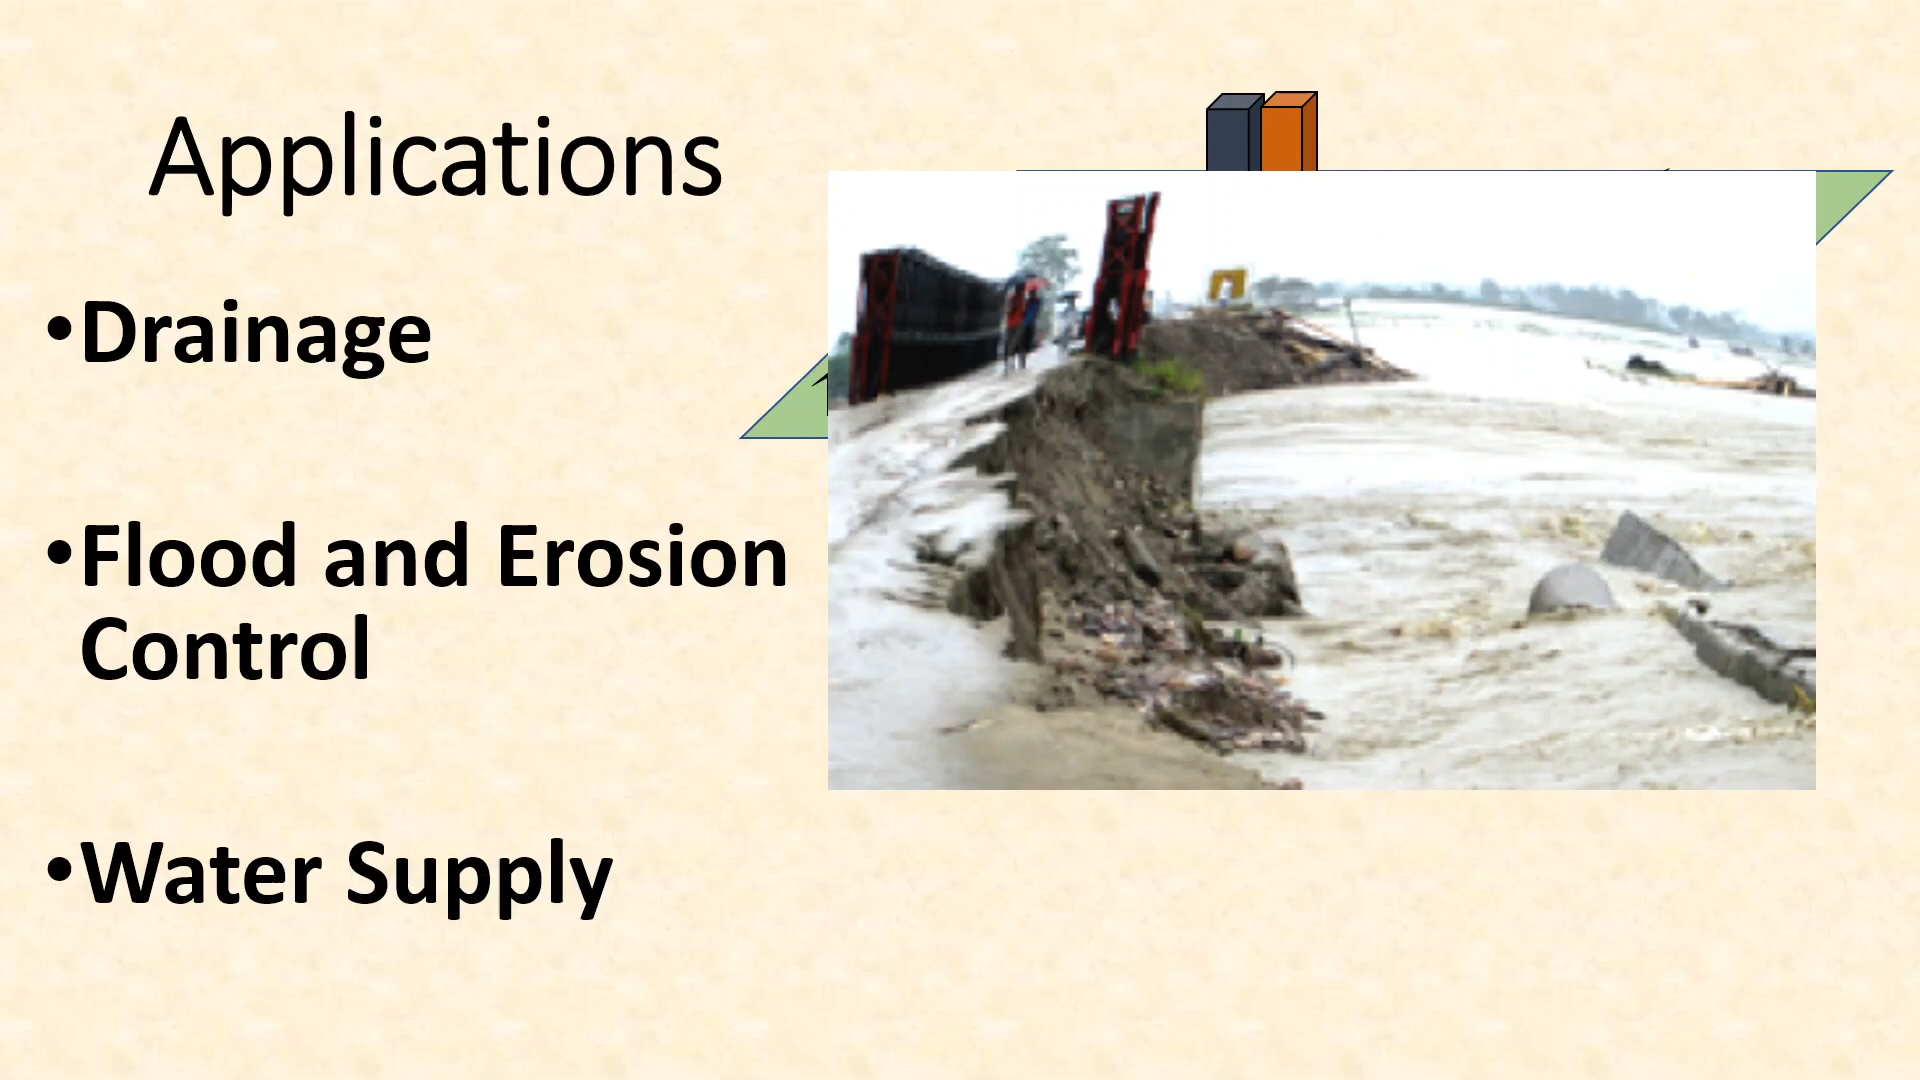 Applications
•Drainage
•Flood and Erosion
Control
•Water Supply